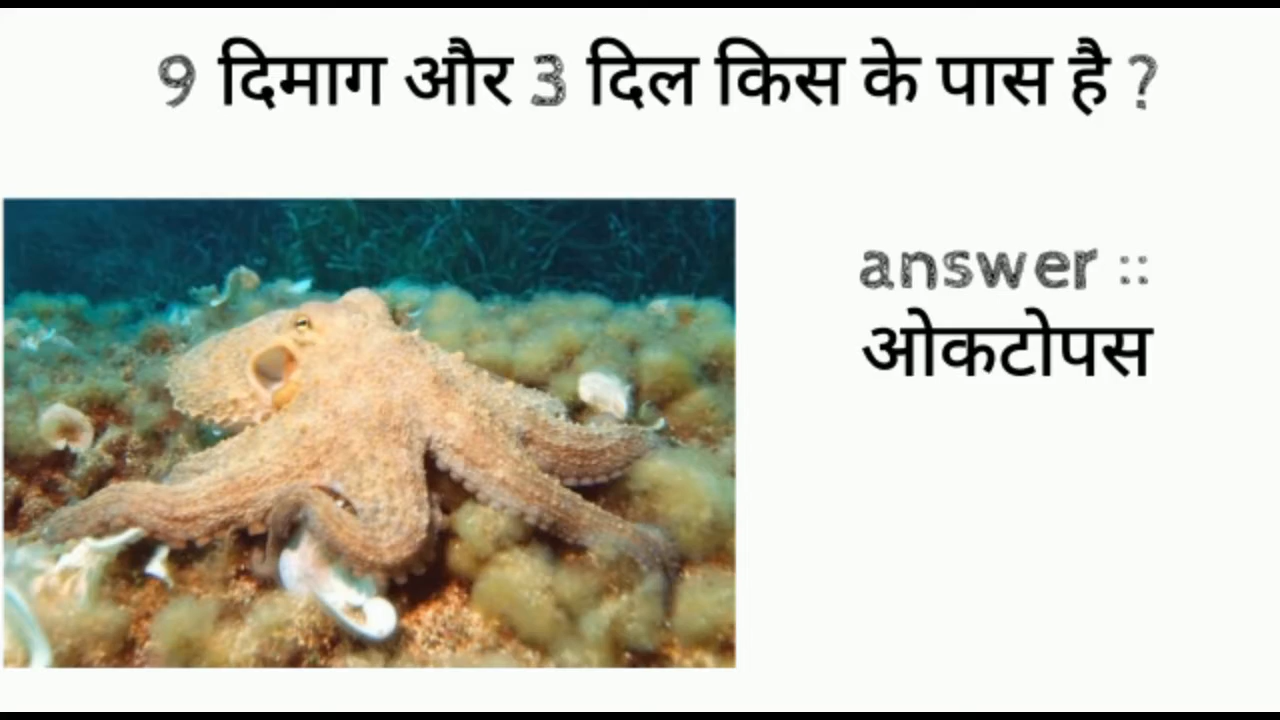 9 दिमाग और 3 दिल किस के पास है ?
answer ::
ओकटोपस